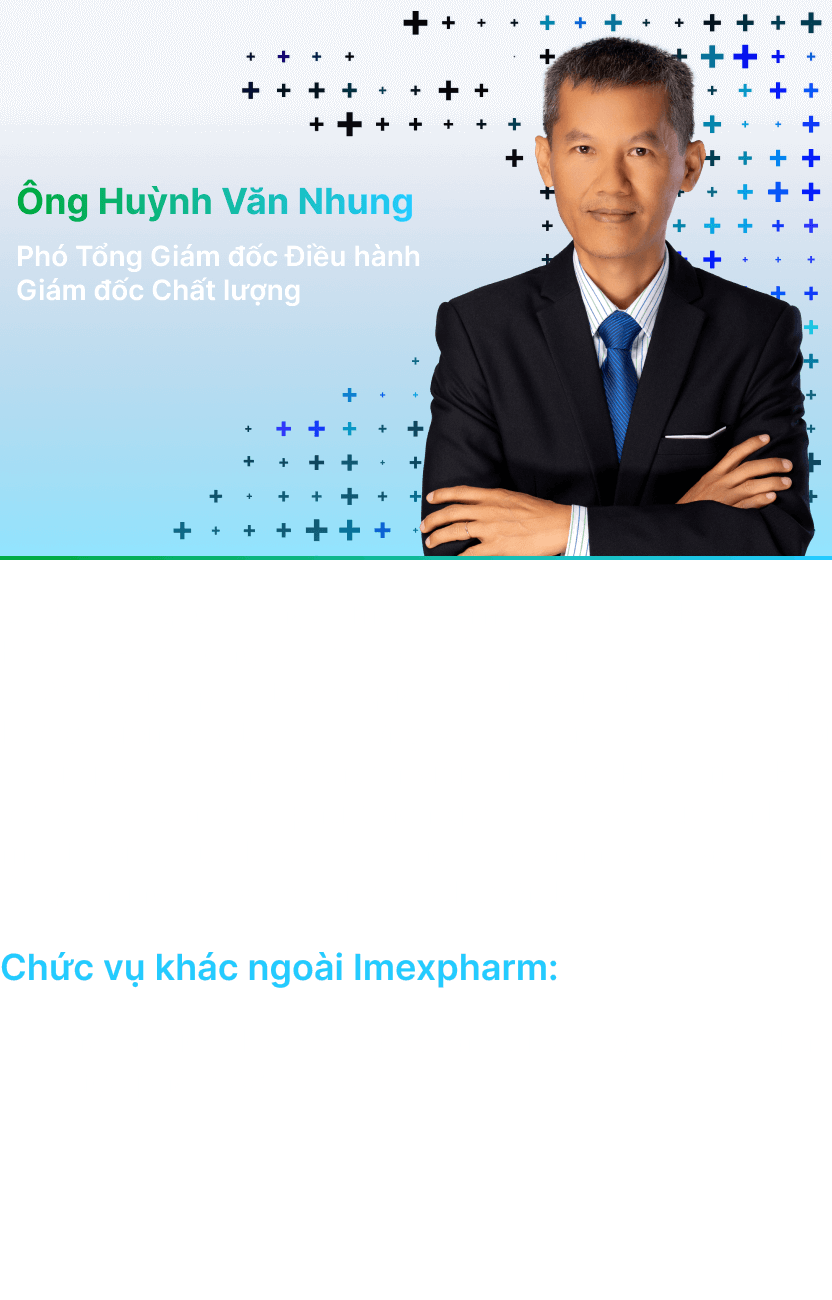 Ông Huỳnh Văn Nhung
Phó Tổng Giám đốc Điều hành
Giám đốc Chất lượng
Chức vụ khác ngoài Imexpharm: